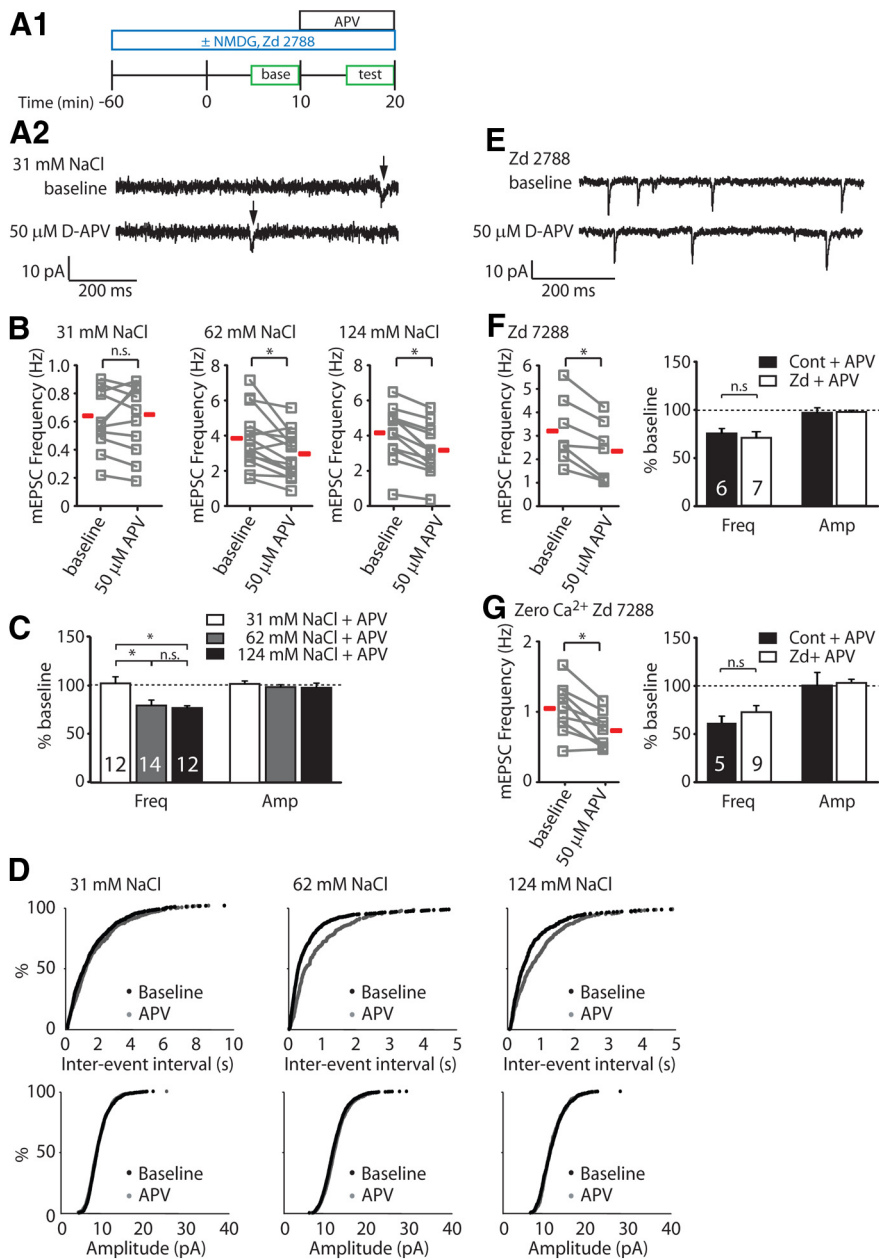 A1
APV
± NMDG, Zd 2788
base
test
Time (min) -60 0 10 20
A2
31 mM NaCl
baseline
50 μM D-APV
10 pA
200 ms
E
Zd 2788
baseline
50 μM D-APV
10 pA
200 ms
B
31 mM NaCl
n.s.
mEPSC Frequency (Hz)
1.0
0.8
0.6
0.4
0.2
0
baseline
50 μM APV
62 mM NaCl
*
mEPSC Frequency (Hz)
8
6
4
2
0
baseline
50 μM APV
124 mM NaCl
*
mEPSC Frequency (Hz)
8
6
4
2
0
baseline
50 μM APV
F
Zd 7288
*
mEPSC Frequency (Hz)
6
5
4
3
2
1
0
baseline
50 μM APV
Cont + APV
Zd + APV
n.s
% baseline
150
100
50
0
6 7
Freq Amp
C
31 mM NaCl + APV
62 mM NaCl + APV
124 mM NaCl + APV
*
* n.s.
% baseline
150
100
50
0
12 14 12
Freq Amp
G
Zero Ca²⁺ Zd 7288
*
mEPSC Frequency (Hz)
2
1
0
baseline
50 μM APV
Cont + APV
Zd+ APV
n.s
% baseline
150
100
50
0
5 9
Freq Amp
D
31 mM NaCl
%
100
50
0
Baseline
APV
0 2 4 6 8 10
Inter-event interval (s)
62 mM NaCl
Baseline
APV
0 1 2 3 4 5
Inter-event interval (s)
124 mM NaCl
Baseline
APV
0 1 2 3 4 5
Inter-event interval (s)
%
100
50
0
Baseline
APV
0 10 20 30 40
Amplitude (pA)
Baseline
APV
0 10 20 30 40
Amplitude (pA)
Baseline
APV
0 10 20 30 40
Amplitude (pA)